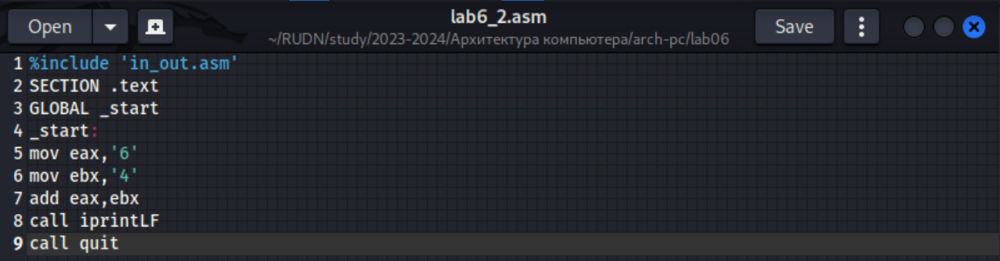 Open
lab6_2.asm
~/RUDN/study/2023-2024/Архитектура компьютера/arch-pc/lab06
Save
1 %include 'in_out.asm'
2 SECTION .text
3 GLOBAL _start
4 _start:
5 mov eax,'6'
6 mov ebx,'4'
7 add eax,ebx
8 call iprintLF
9 call quit